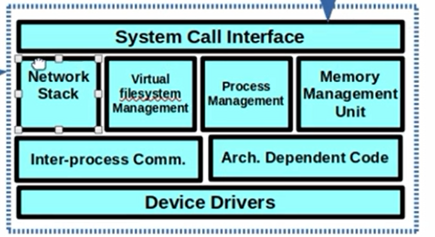 System Call Interface
Network
Stack
Virtual
filesystem
Management
Process
Management
Memory
Management
Unit
Inter-process Comm.
Arch. Dependent Code
Device Drivers